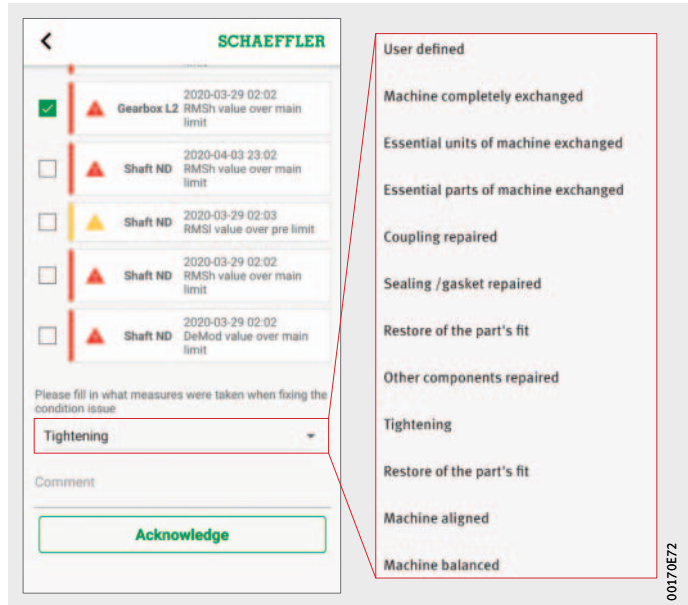 SCHAEFFLER
2020-03-29 02:02
Gearbox L2 RMSh value over main
limit
2020-04-03 23:02
Shaft ND RMSh value over main
limit
2020-03-29 02:03
Shaft ND RMSI value over pre limit
2020-03-29 02:02
Shaft ND RMSh value over main
limit
2020-03-29 02:02
Shaft ND DeMod value over main
limit
Please fill in what measures were taken when fixing the
condition issue
Tightening
Comment
Acknowledge
User defined
Machine completely exchanged
Essential units of machine exchanged
Essential parts of machine exchanged
Coupling repaired
Sealing /gasket repaired
Restore of the part's fit
Other components repaired
Tightening
Restore of the part's fit
Machine aligned
Machine balanced
00170E72